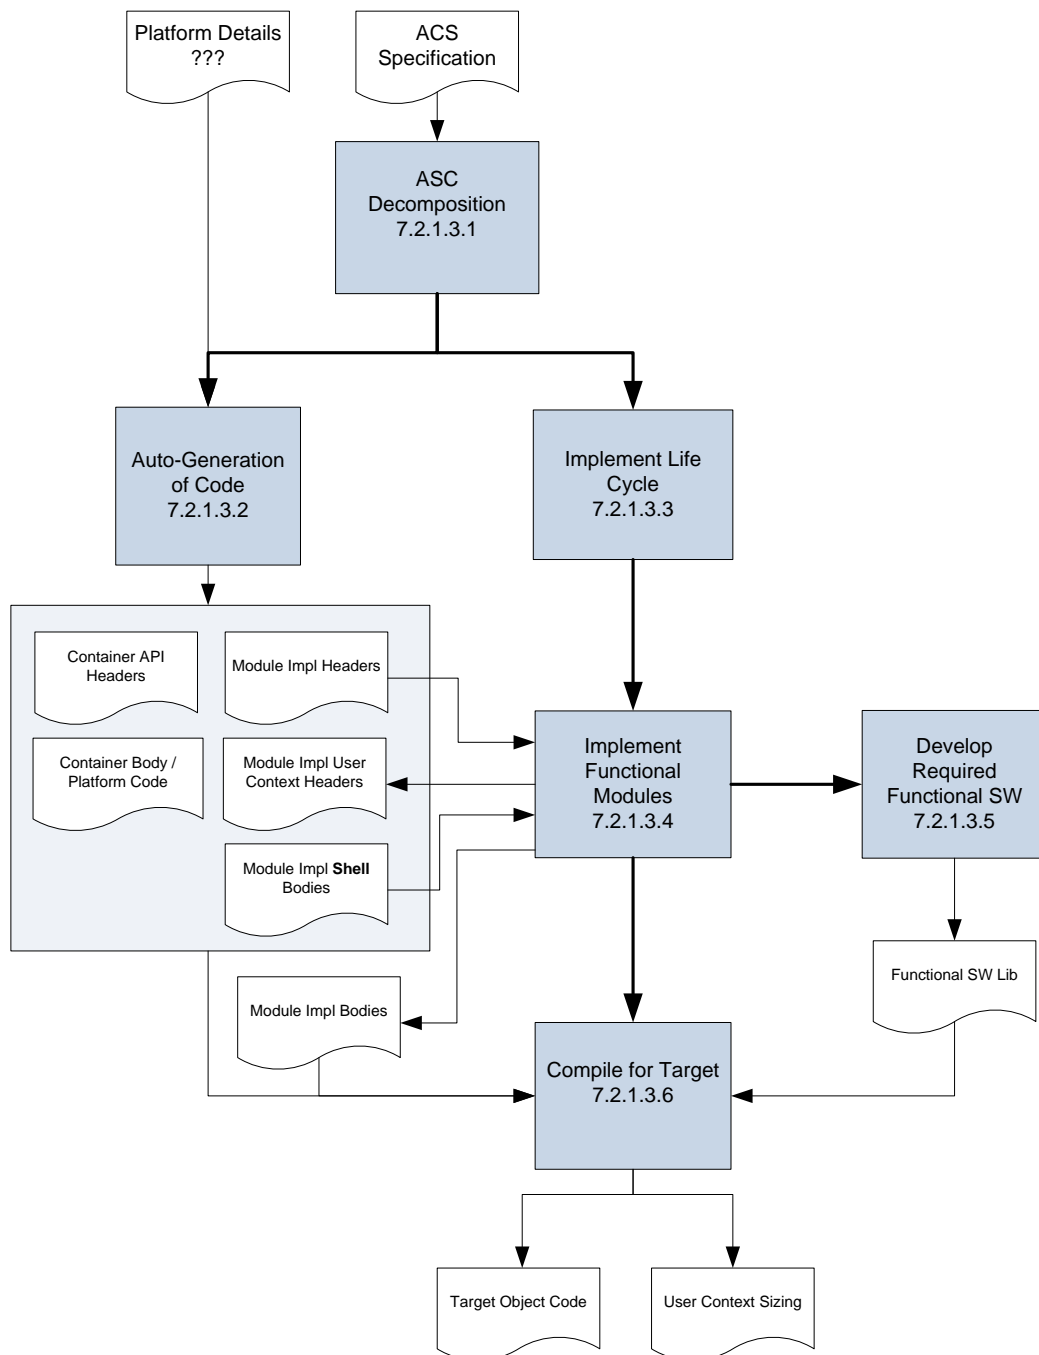 Platform Details
???
ACS
Specification
ASC
Decomposition
7.2.1.3.1
Auto-Generation
of Code
7.2.1.3.2
Implement Life
Cycle
7.2.1.3.3
Container API
Headers
Module Impl Headers
Container Body /
Platform Code
Module Impl User
Context Headers
Module Impl Shell
Bodies
Implement
Functional
Modules
7.2.1.3.4
Develop
Required
Functional SW
7.2.1.3.5
Module Impl Bodies
Functional SW Lib
Compile for Target
7.2.1.3.6
Target Object Code
User Context Sizing